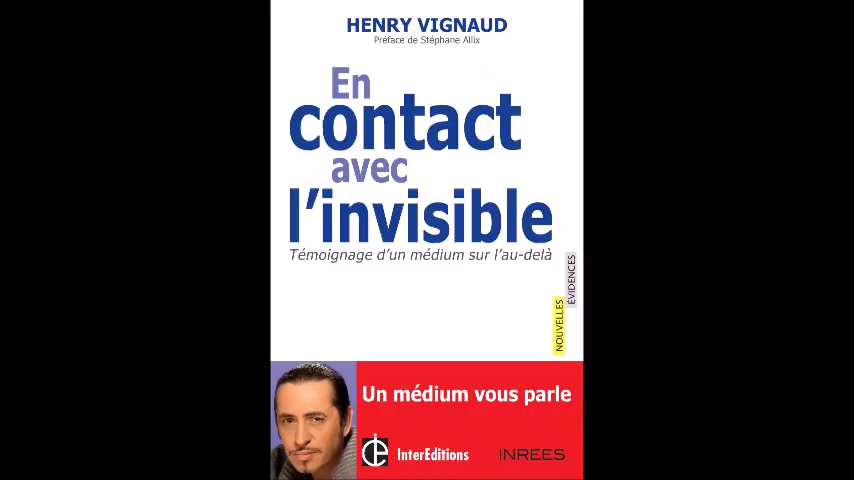 HENRY VIGNAUD
Préface de Stéphane Allix
En
contact
avec
l'invisible
Témoignage d'un médium sur l'au-delà
NOUVELLES
ÉVIDENCES
Un médium vous parle
InterEditions
INREES